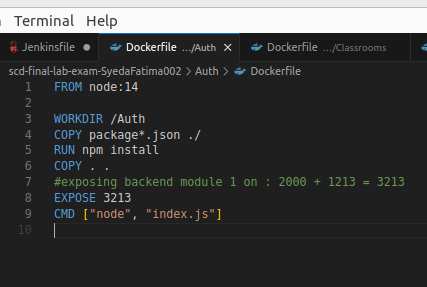 Terminal Help
Jenkinsfile ● Dockerfile .../Auth × Dockerfile .../Classrooms
scd-final-lab-exam-SyedaFatima002 > Auth > Dockerfile
1 FROM node:14
2
3 WORKDIR /Auth
4 COPY package*.json ./
5 RUN npm install
6 COPY . .
7 #exposing backend module 1 on : 2000 + 1213 = 3213
8 EXPOSE 3213
9 CMD ["node", "index.js"]
10